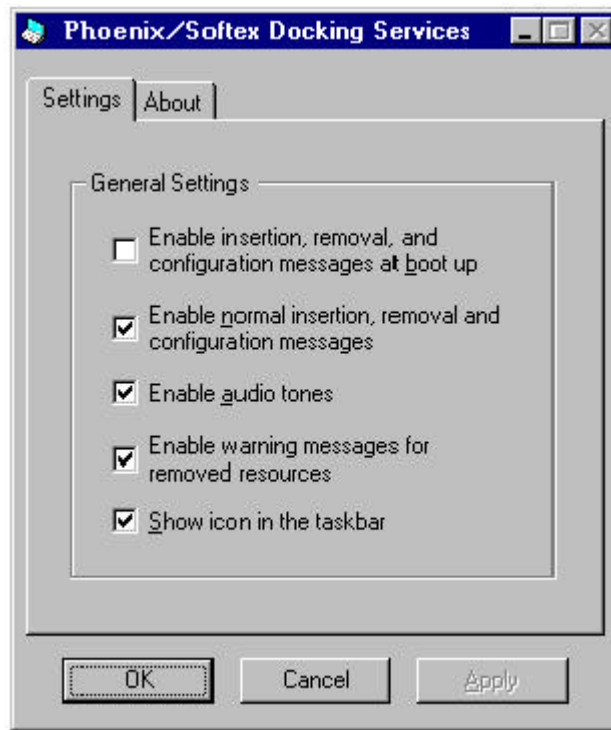 Phoenix/Softex Docking Services
Settings About
General Settings
Enable insertion, removal, and
configuration messages at boot up
Enable normal insertion, removal and
configuration messages
Enable audio tones
Enable warning messages for
removed resources
Show icon in the taskbar
OK Cancel Apply